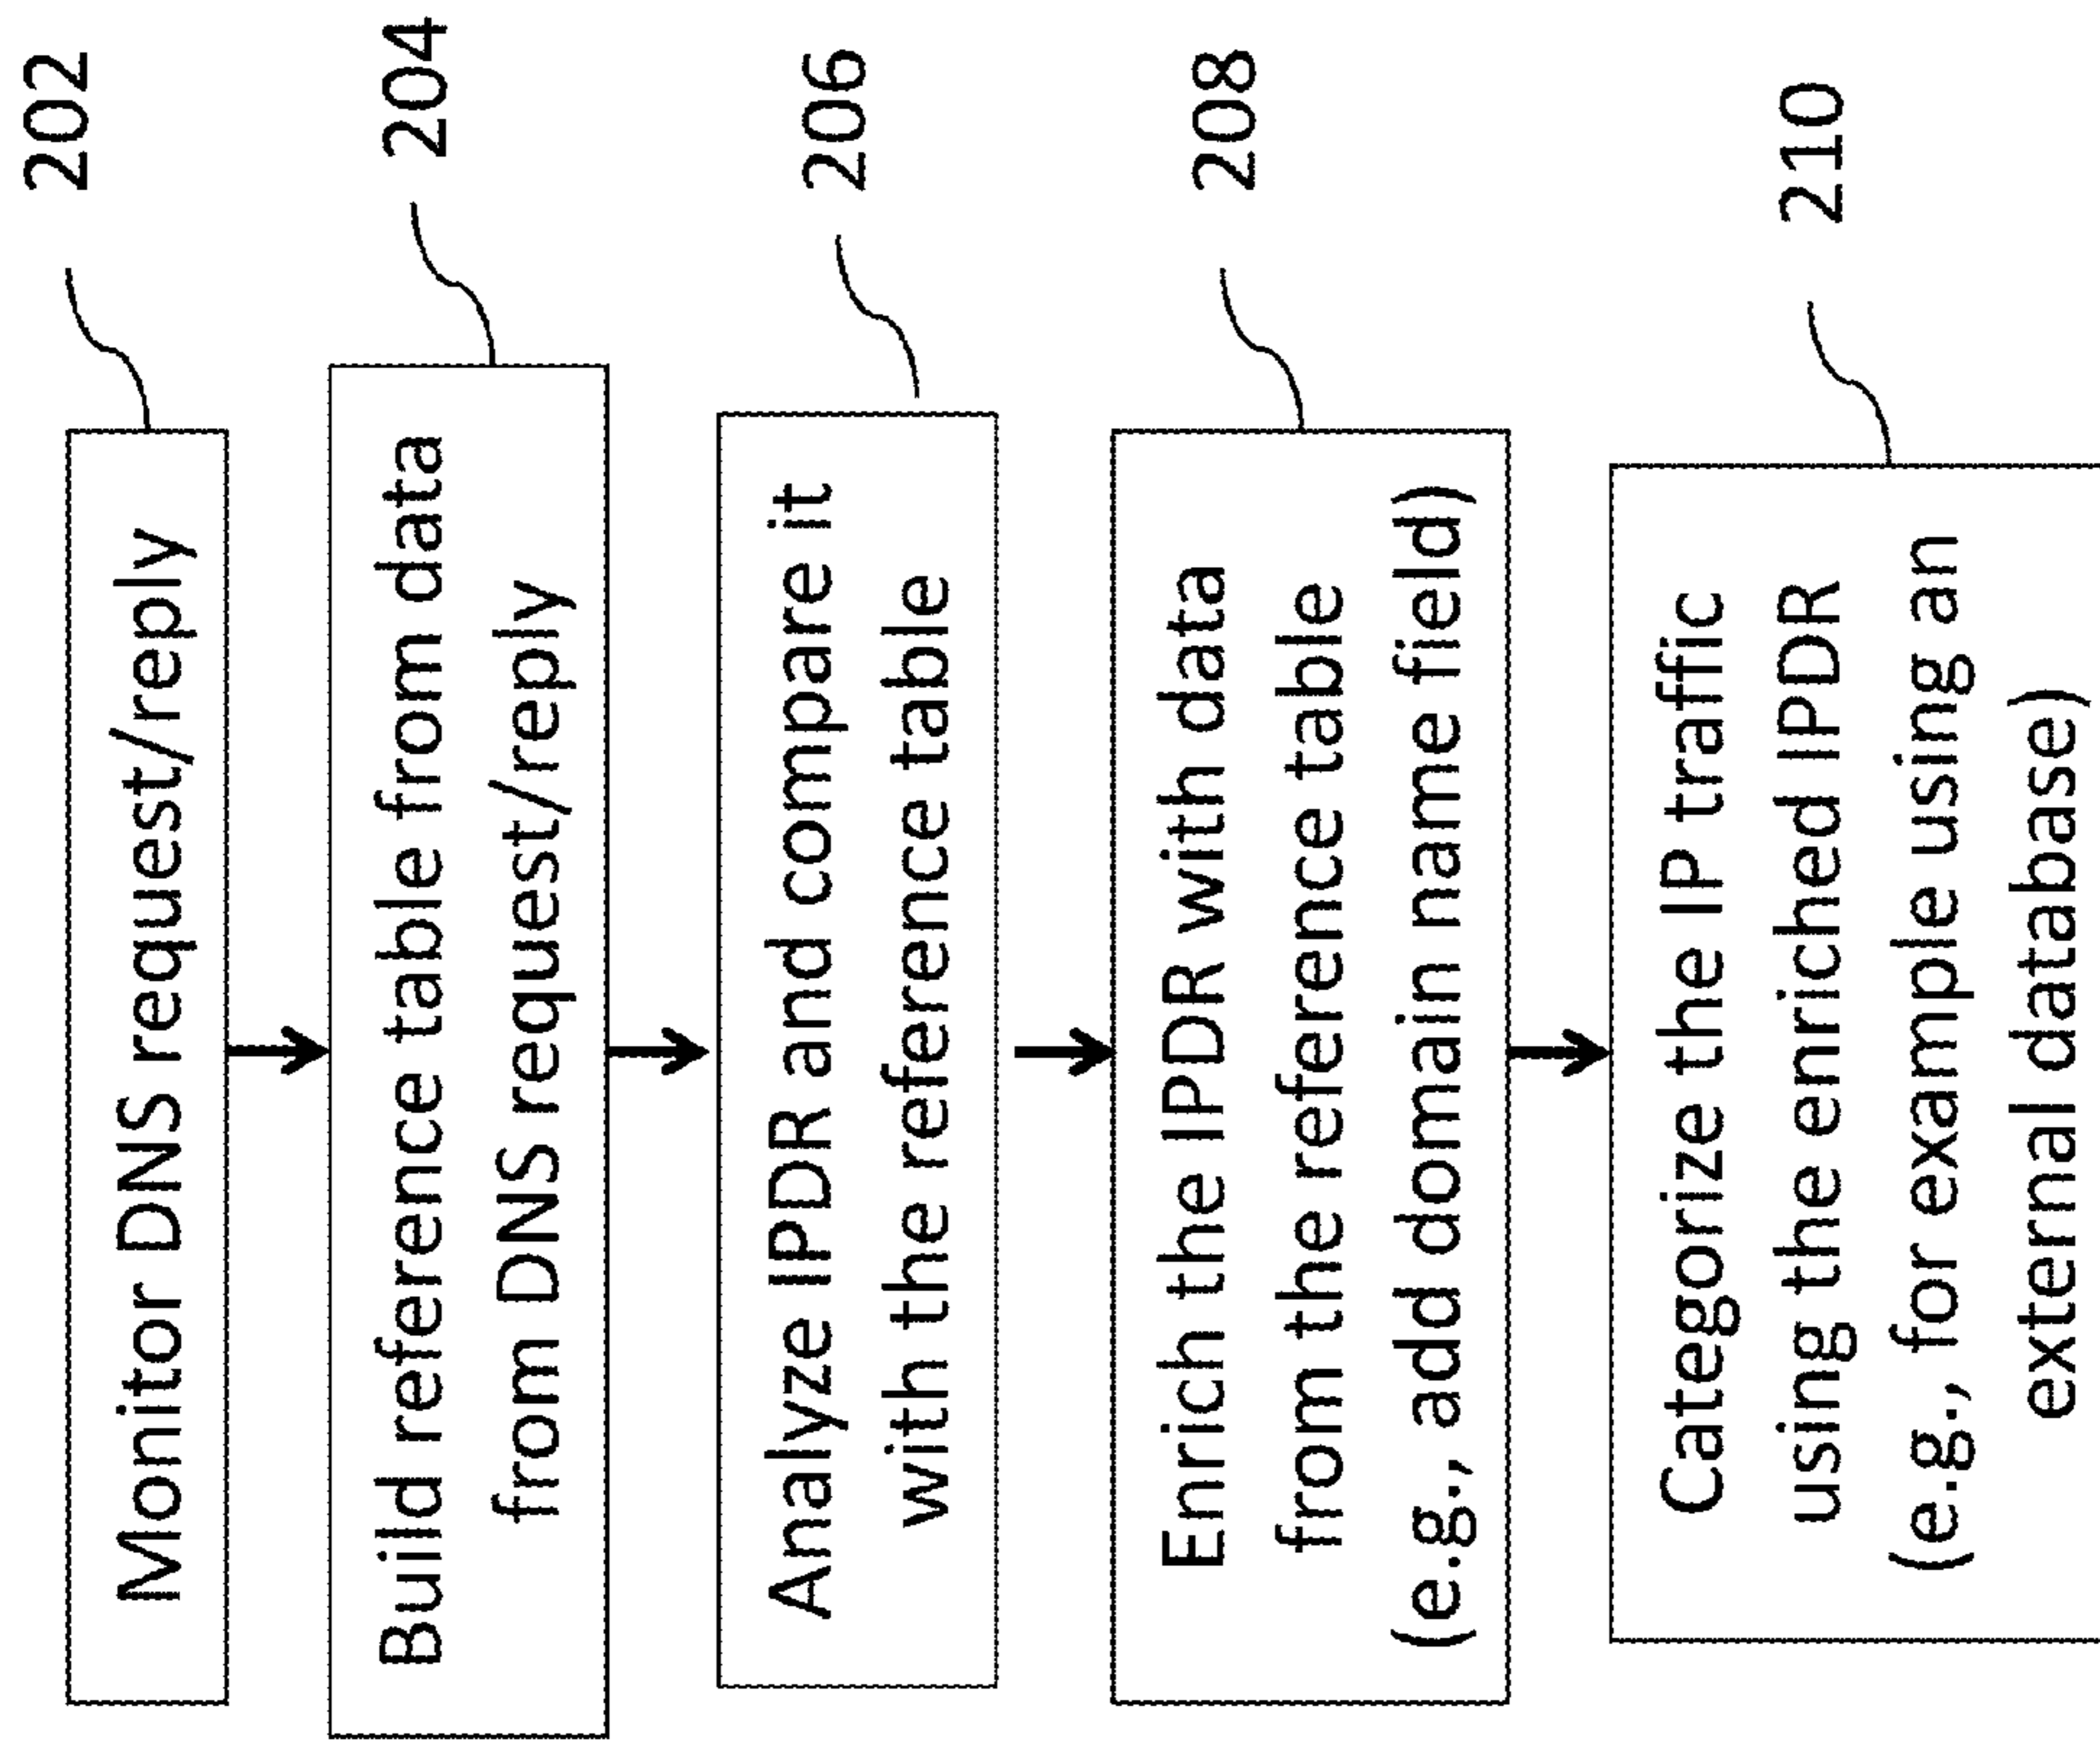 202
Monitor DNS request/reply
204
Build reference table from data
from DNS request/reply
206
Analyze IPDR and compare it
with the reference table
208
Enrich the IPDR with data
from the reference table
(e.g., add domain name field)
210
Categorize the IP traffic
using the enriched IPDR
(e.g., for example using an
external database)